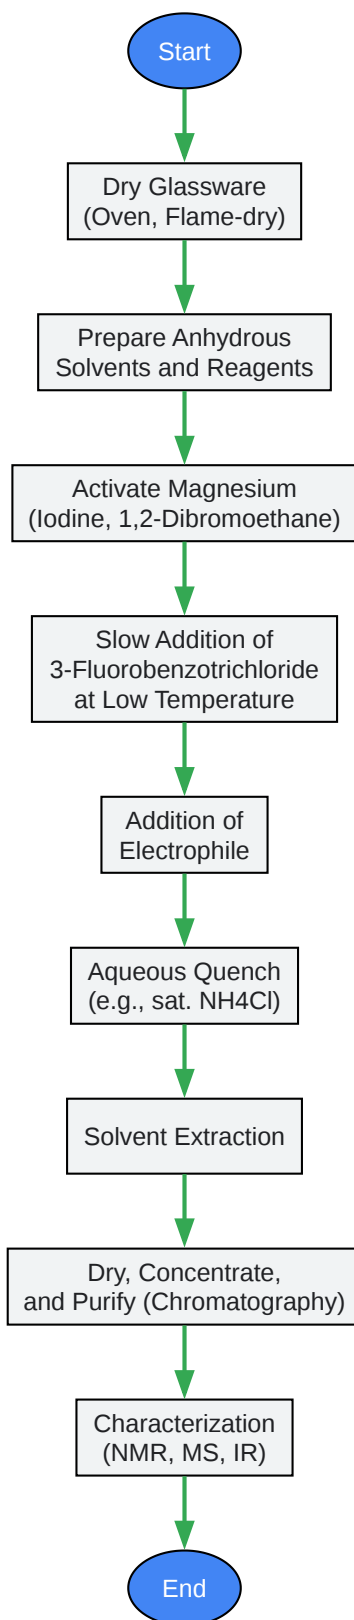 Start
Dry Glassware
(Oven, Flame-dry)
Prepare Anhydrous
Solvents and Reagents
Activate Magnesium
(Iodine, 1,2-Dibromoethane)
Slow Addition of
3-Fluorobenzotrichloride
at Low Temperature
Addition of
Electrophile
Aqueous Quench
(e.g., sat. NH4Cl)
Solvent Extraction
Dry, Concentrate,
and Purify (Chromatography)
Characterization
(NMR, MS, IR)
End